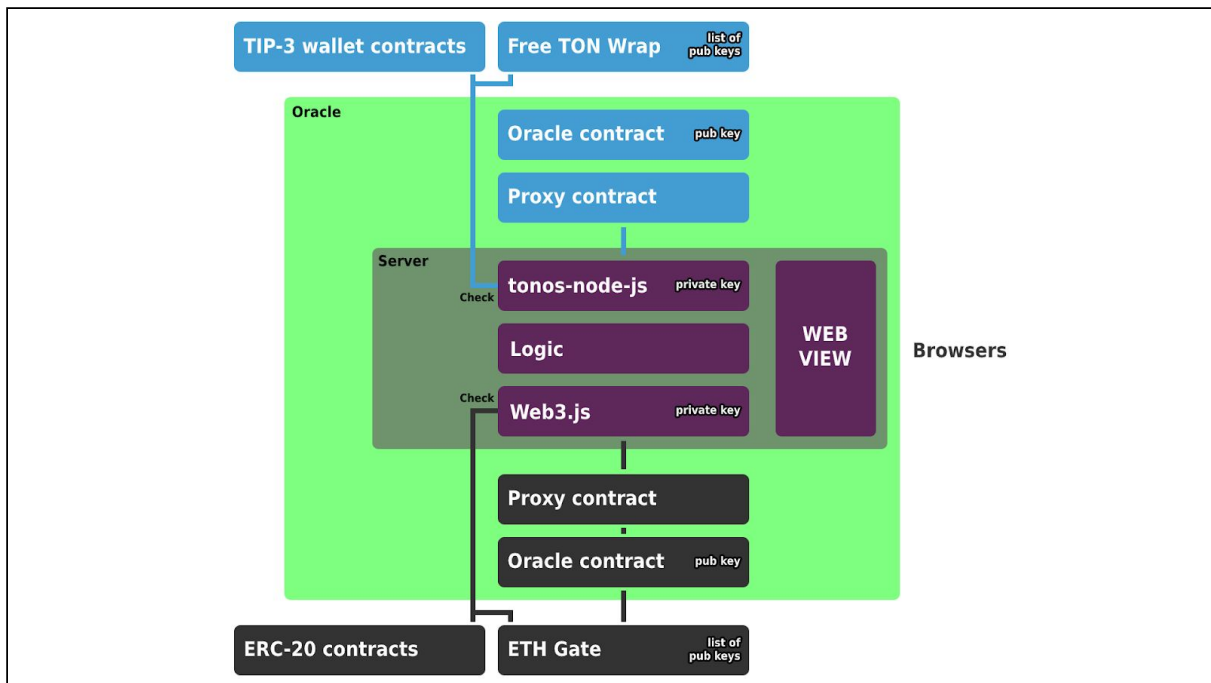 TIP-3 wallet contracts
Free TON Wrap
list of
pub keys
Oracle
Oracle contract
pub key
Proxy contract
Server
tonos-node-js
private key
Check
Logic
WEB
VIEW
Browsers
Check
Web3.js
private key
Proxy contract
Oracle contract
pub key
ERC-20 contracts
ETH Gate
list of
pub keys